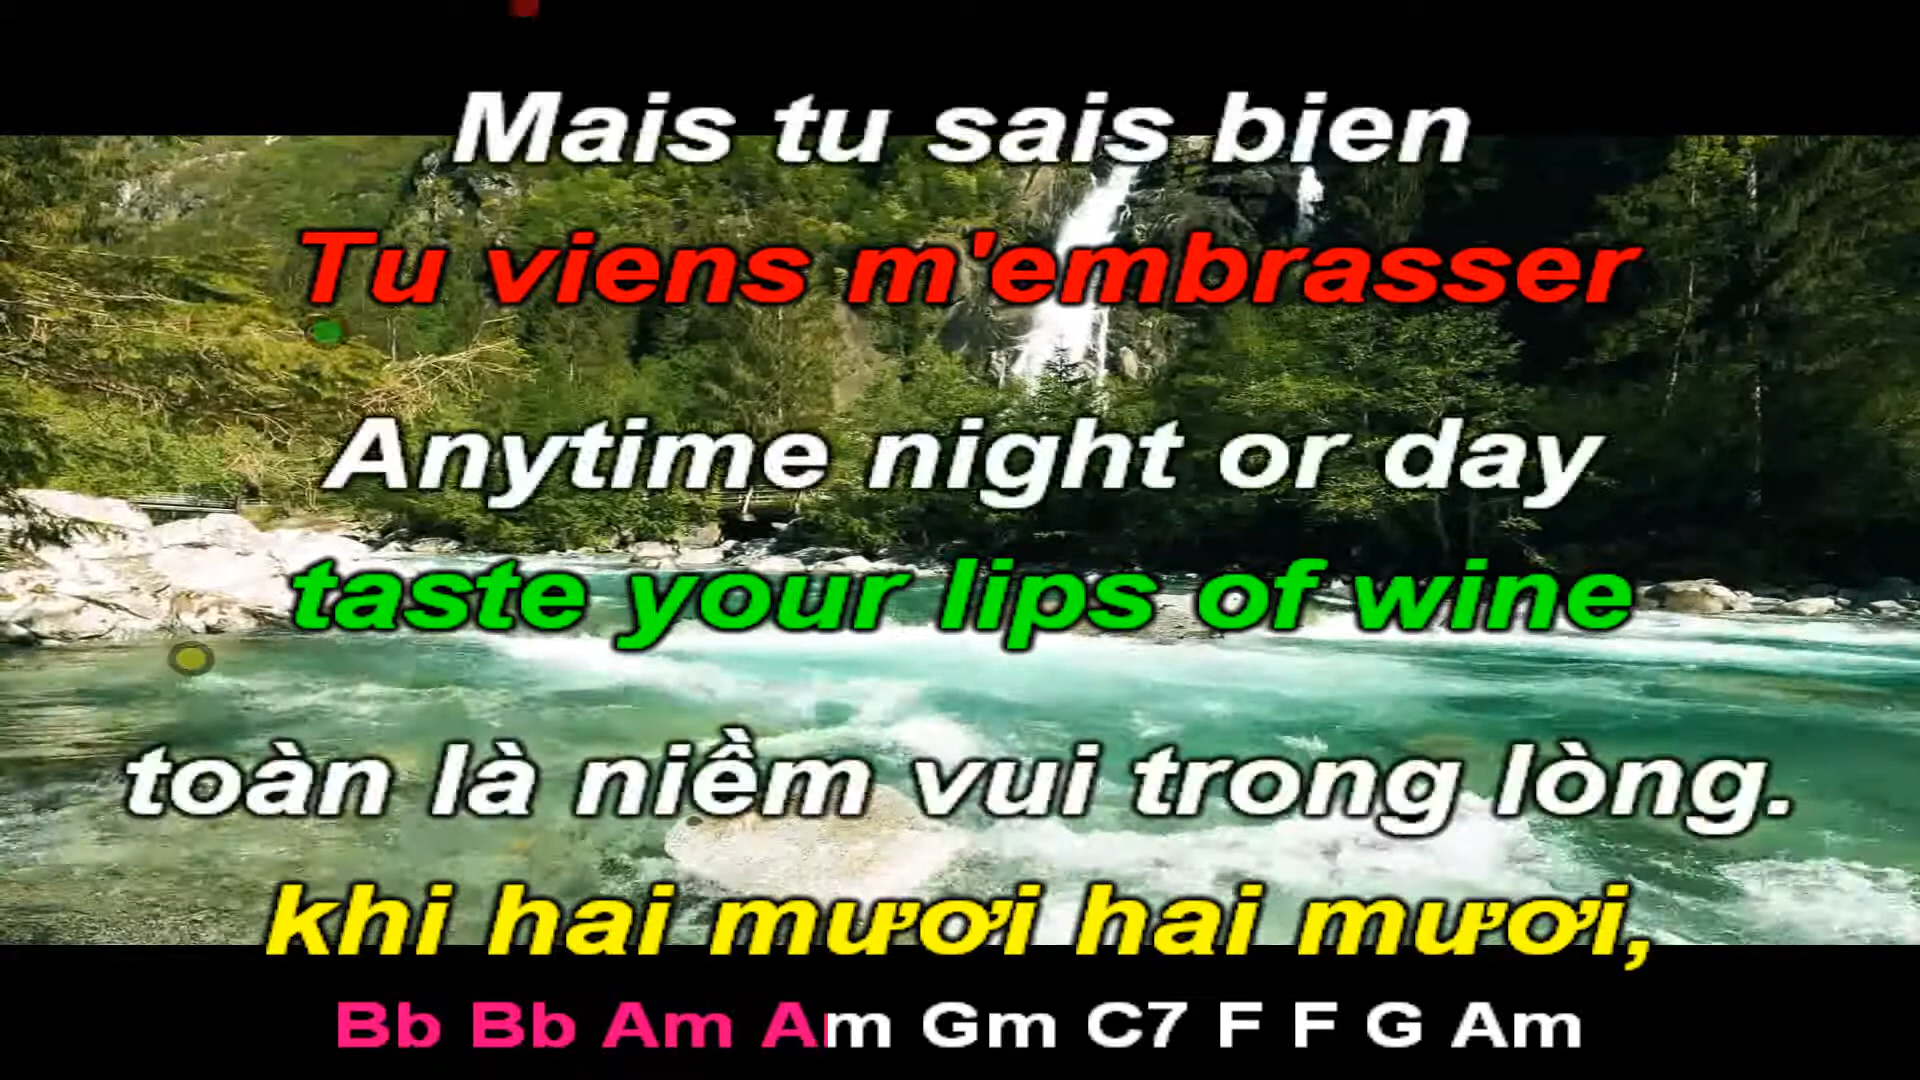 Mais tu sais bien
Tu viens m'embrasser
Anytime night or day
taste your lips of wine
toàn là niềm vui trong lòng.
khi hai mươi hai mươi,
Bb Bb Am Am Gm C7 F F G Am